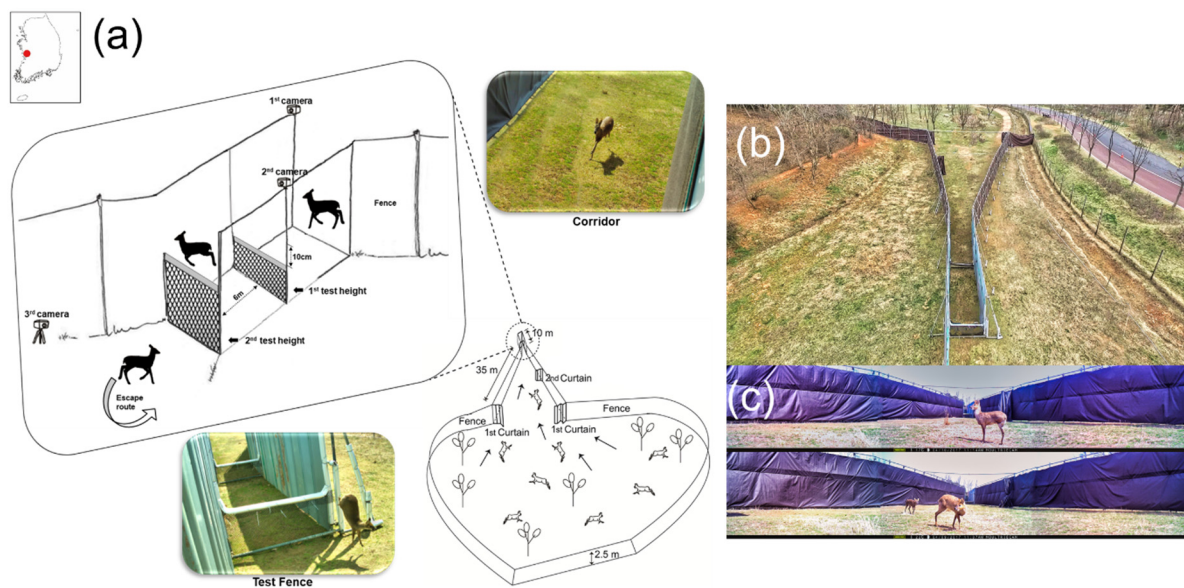 (a)
1st camera
2nd camera
Fence
10cm
1st test height
6m
3rd camera
2nd test height
Escape
route
Corridor
10 m
35 m
2nd Curtain
Fence
Fence
1st Curtain
1st Curtain
2.5 m
Test Fence
(b)
(c)